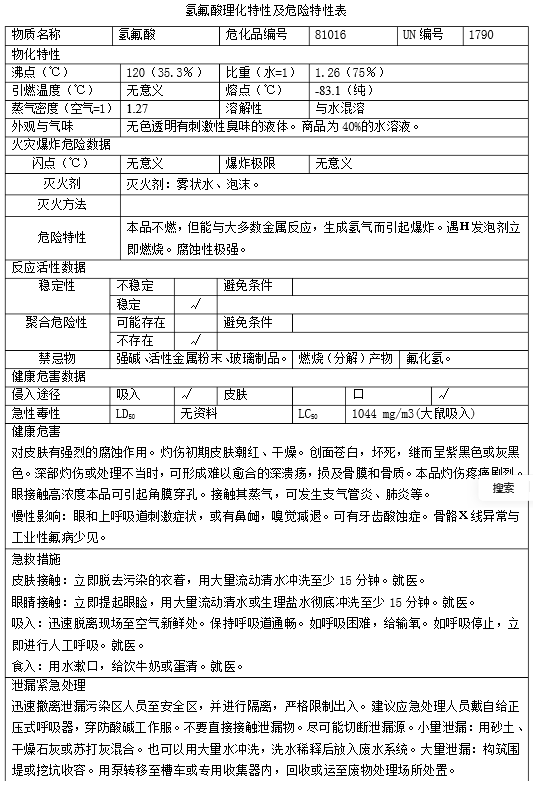 氢氟酸理化特性及危险特性表
物质名称 氢氟酸 危化品编号 81016 UN 编号 1790
物化特性
沸点（℃） 120（35.3%） 比重（水=1） 1.26（75%）
引燃温度（℃） 无意义 熔点（℃） -83.1（纯）
蒸气密度（空气=1） 1.27 溶解性 与水混溶
外观与气味 无色透明有刺激性臭味的液体。商品为 40%的水溶液。
火灾爆炸危险数据
闪点（℃） 无意义 爆炸极限 无意义
灭火剂 灭火剂：雾状水、泡沫。
灭火方法
危险特性 本品不燃，但能与大多数金属反应，生成氢气而引起爆炸。遇 H 发泡剂立
即燃烧。腐蚀性极强。
反应活性数据
稳定性 不稳定 避免条件
稳定 √
聚合危险性 可能存在 避免条件
不存在 √
禁忌物 强碱、活性金属粉末、玻璃制品。 燃烧（分解）产物 氟化氢。
健康危害数据
侵入途径 吸入 √ 皮肤 口 √
急性毒性 LD50 无资料 LC50 1044 mg/m3(大鼠吸入)
健康危害
对皮肤有强烈的腐蚀作用。灼伤初期皮肤潮红、干燥。创面苍白，坏死，继而呈紫黑色或灰黑
色。深部灼伤或处理不当时，可形成难以愈合的深溃疡，损及骨膜和骨质。本品灼伤疼痛剧烈。
眼接触高浓度本品可引起角膜穿孔。接触其蒸气，可发生支气管炎、肺炎等。
搜索
慢性影响：眼和上呼吸道刺激症状，或有鼻衄，嗅觉减退。可有牙齿酸蚀症。骨骼 X 线异常与
工业性氟病少见。
急救措施
皮肤接触：立即脱去污染的衣着，用大量流动清水冲洗至少 15 分钟。就医。
眼睛接触：立即提起眼睑，用大量流动清水或生理盐水彻底冲洗至少 15 分钟。就医。
吸入：迅速脱离现场至空气新鲜处。保持呼吸道通畅。如呼吸困难，给输氧。如呼吸停止，立
即进行人工呼吸。就医。
食入：用水漱口，给饮牛奶或蛋清。就医。
泄漏紧急处理
迅速撤离泄漏污染区人员至安全区，并进行隔离，严格限制出入。建议应急处理人员戴自给正
压式呼吸器，穿防酸碱工作服。不要直接接触泄漏物。尽可能切断泄漏源。小量泄漏：用砂土、
干燥石灰或苏打灰混合。也可以用大量水冲洗，洗水稀释后放入废水系统。大量泄漏：构筑围
堤或挖坑收容。用泵转移至槽车或专用收集器内，回收或运至废物处理场所处置。